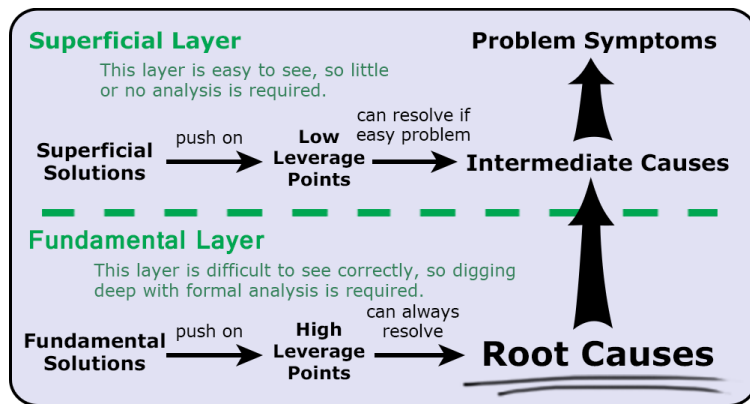 Superficial Layer
Problem Symptoms
This layer is easy to see, so little
or no analysis is required.
Superficial
Solutions
push on
Low
Leverage
Points
can resolve if
easy problem
Intermediate Causes
Fundamental Layer
This layer is difficult to see correctly, so digging
deep with formal analysis is required.
Fundamental
Solutions
push on
High
Leverage
Points
can always
resolve
Root Causes